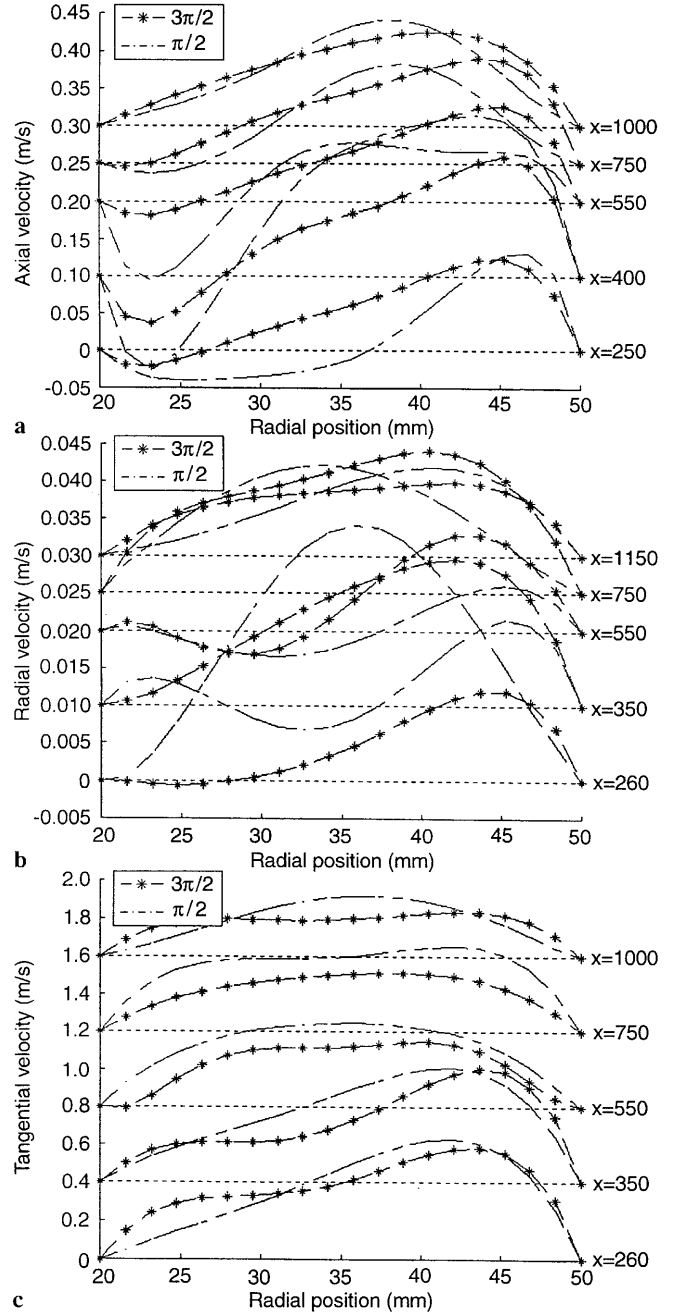 3π/2
π/2
Axial velocity (m/s)
0.45
0.40
0.35
0.30
0.25
0.20
0.15
0.10
0.05
0
-0.05
x=1000
x=750
x=550
x=400
x=250
20 25 30 35 40 45 50
a Radial position (mm)
3π/2
π/2
Radial velocity (m/s)
0.045
0.040
0.035
0.030
0.025
0.020
0.015
0.010
0.005
0
-0.005
x=1150
x=750
x=550
x=350
x=260
20 25 30 35 40 45 50
b Radial position (mm)
3π/2
π/2
Tangential velocity (m/s)
2.0
1.8
1.6
1.4
1.2
1.0
0.8
0.6
0.4
0.2
0
x=1000
x=750
x=550
x=350
x=260
20 25 30 35 40 45 50
c Radial position (mm)